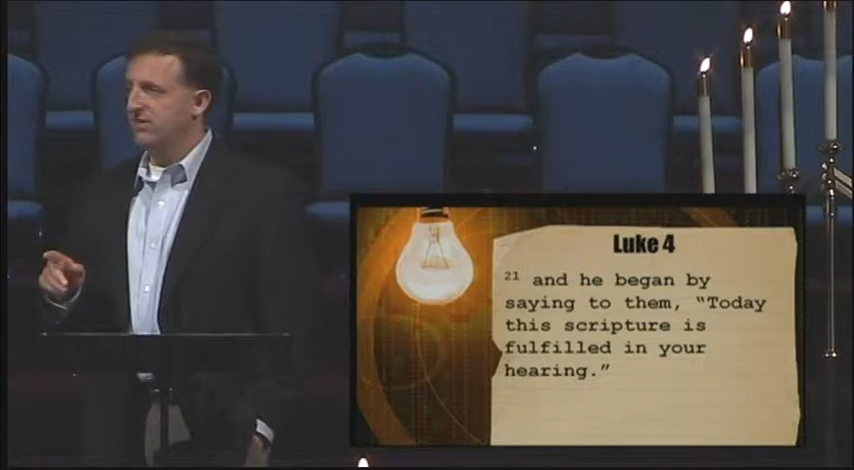 Luke 4
21 and he began by
saying to them, “Today
this scripture is
fulfilled in your
hearing.”